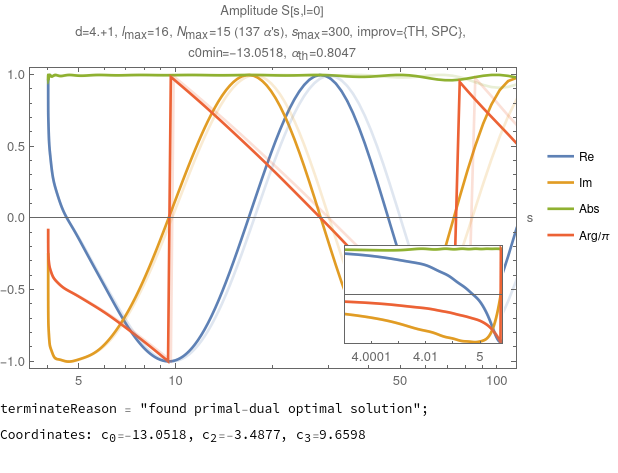 Amplitude S[s,l=0]
d=4.+1, lmax=16, Nmax=15 (137 α's), smax=300, improv={TH, SPC},
c0min=-13.0518, αth=0.8047
1.0
0.5
0.0
-0.5
-1.0
5 10 50 100
s
Re
Im
Abs
Arg/π
4.0001 4.01 5
terminateReason = "found primal-dual optimal solution";
Coordinates: c0=-13.0518, c2=-3.4877, c3=9.6598